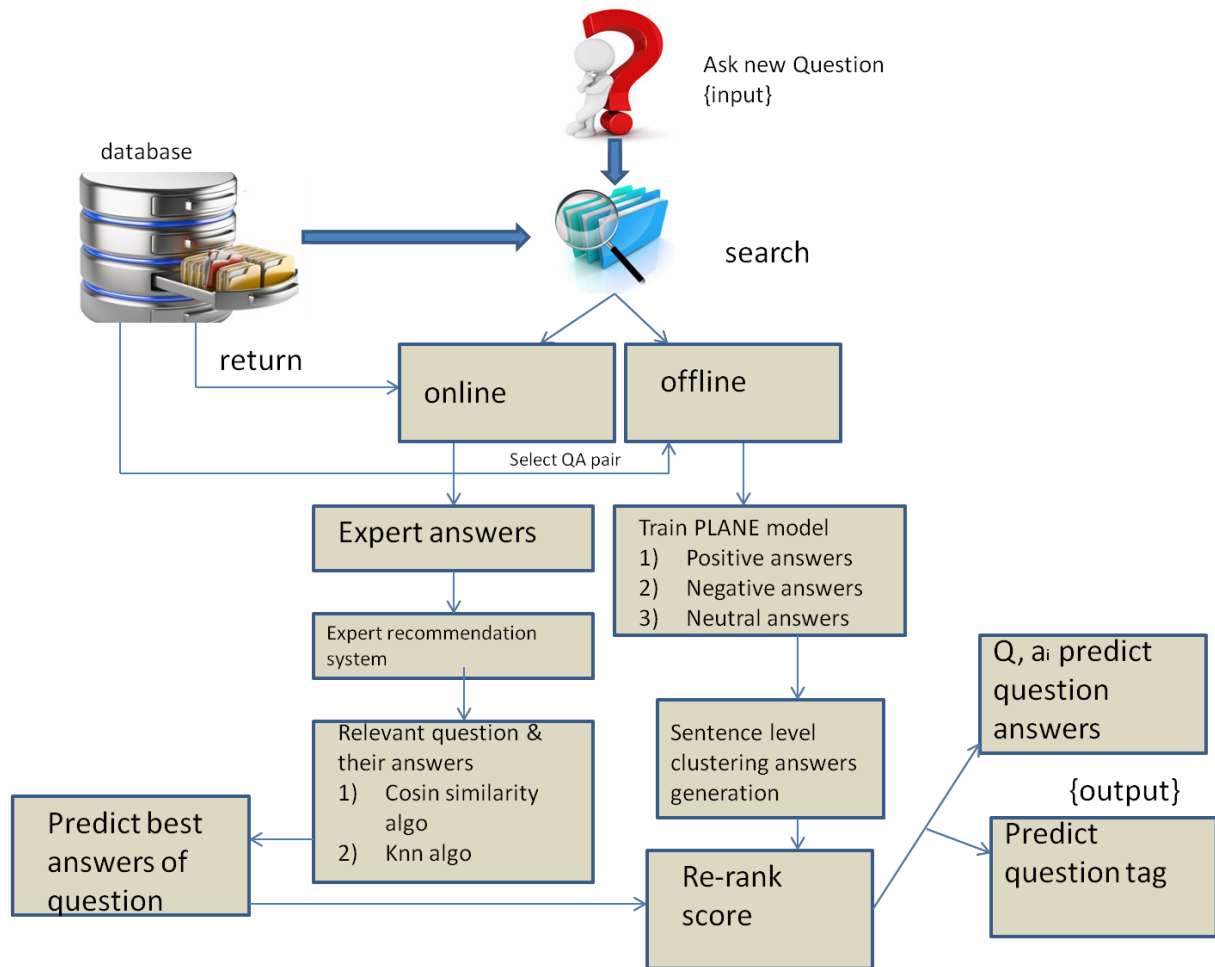 Ask new Question
{input}
database
search
return
online
offline
Select QA pair
Expert answers
Train PLANE model
1) Positive answers
2) Negative answers
3) Neutral answers
Expert recommendation
system
Q, ai predict
question
answers
Relevant question &
their answers
1) Cosin similarity
algo
2) Knn algo
Sentence level
clustering answers
generation
{output}
Predict best
answers of
question
Re-rank
score
Predict
question tag